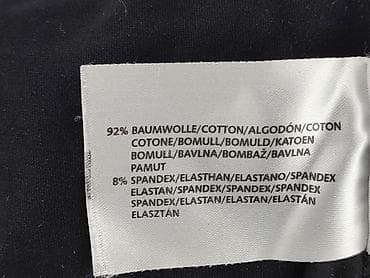 92% BAUMWOLLE/COTTON/ALGODÓN/COTON
COTONE/BOMULL/BOMULD/KATOEN
BOMULL/BAVLNA/BOMBAŽ/BAVLNA
PAMUT
8% SPANDEX/ELASTHAN/ELASTANO/SPANDEX
ELASTAN/SPANDEX/SPANDEX/SPANDEX
SPANDEX/ELASTAN/ELASTAN/ELASTÁN
ELASZTÁN